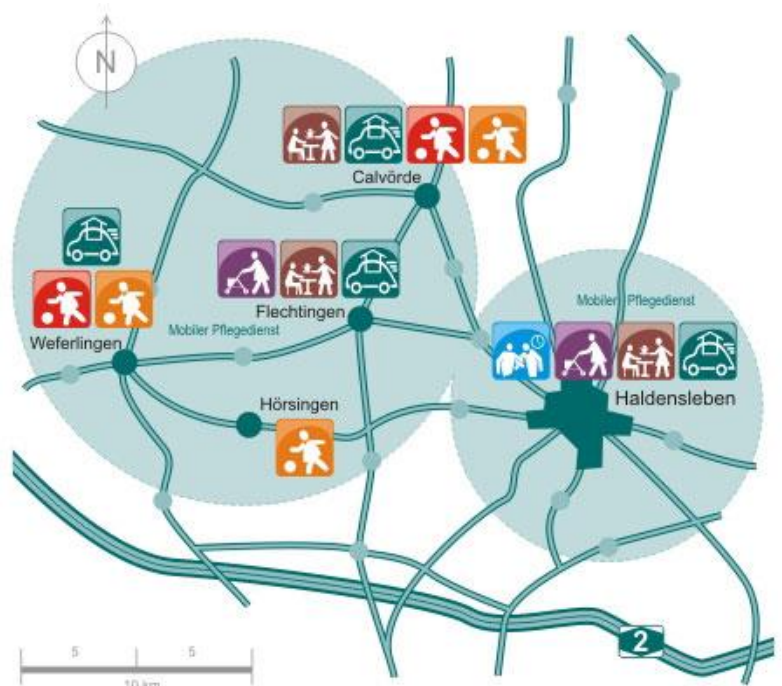 N
Calvörde
Mobiler Pflegedienst
Flechtingen
Mobiler Pflegedienst
Weferlingen
Haldensleben
Hörsingen
2
5 5
10 km